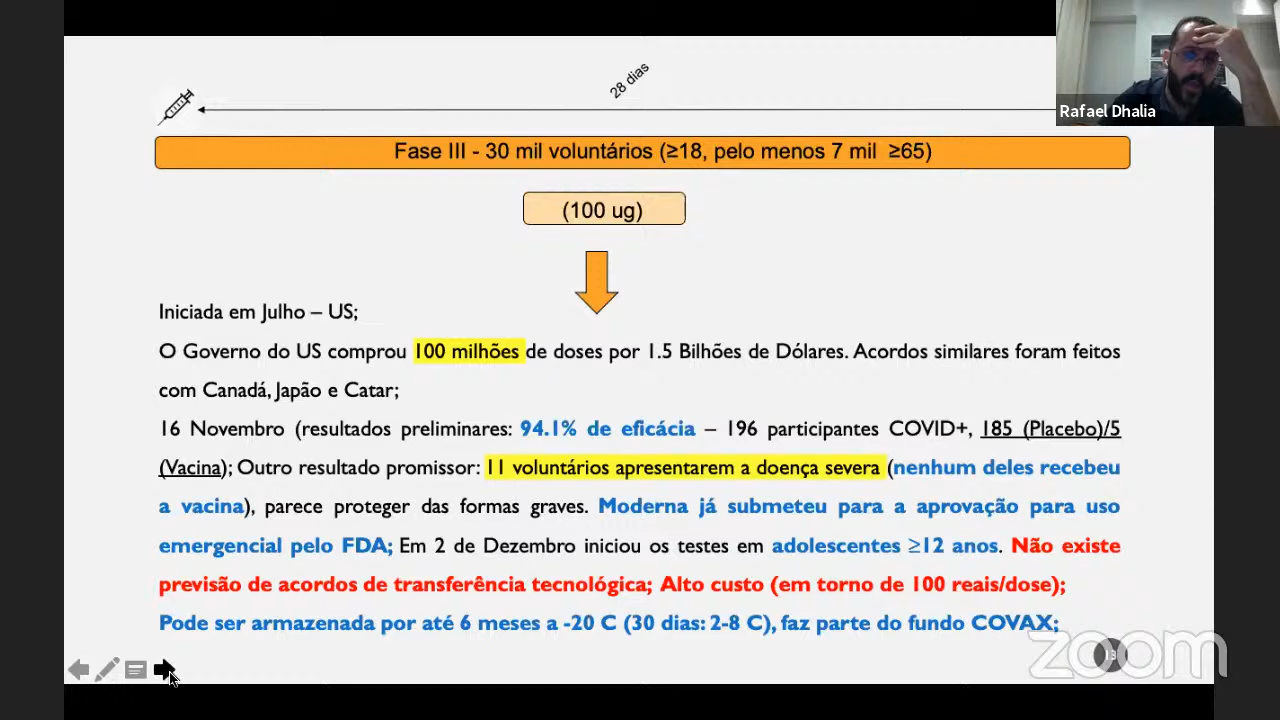 28 dias
Rafael Dhalia
Fase III - 30 mil voluntários (≥18, pelo menos 7 mil ≥65)
(100 ug)
Iniciada em Julho – US;
O Governo do US comprou 100 milhões de doses por 1.5 Bilhões de Dólares. Acordos similares foram feitos
com Canadá, Japão e Catar;
16 Novembro (resultados preliminares: 94.1% de eficácia – 196 participantes COVID+, 185 (Placebo)/5
(Vacina); Outro resultado promissor: 11 voluntários apresentarem a doença severa (nenhum deles recebeu
a vacina), parece proteger das formas graves. Moderna já submeteu para a aprovação para uso
emergencial pelo FDA; Em 2 de Dezembro iniciou os testes em adolescentes ≥12 anos. Não existe
previsão de acordos de transferência tecnológica; Alto custo (em torno de 100 reais/dose);
Pode ser armazenada por até 6 meses a -20 C (30 dias: 2-8 C), faz parte do fundo COVAX;
zoom